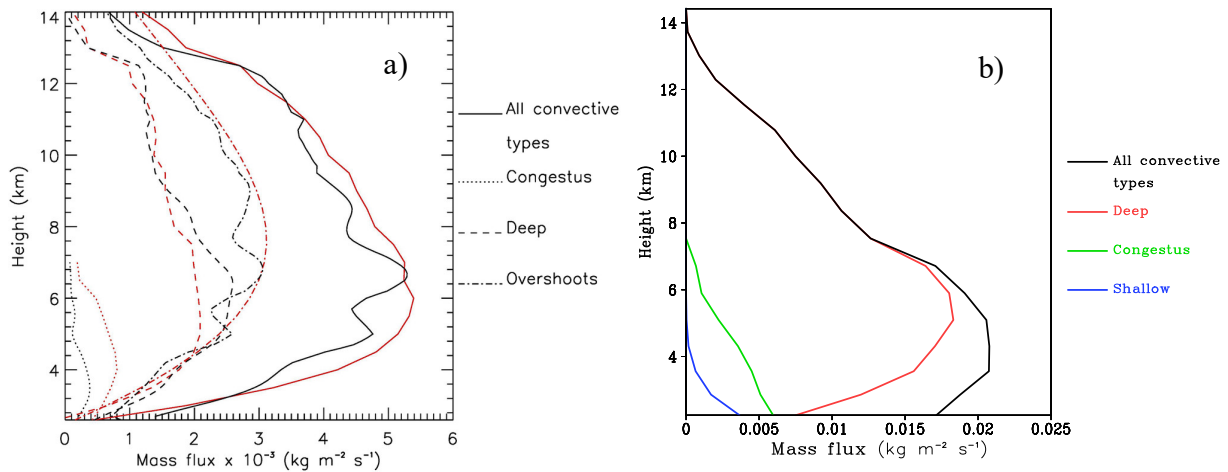 a)
14
12
10
8
6
4
0
1
2
3
4
5
6
Height (km)
Mass flux x 10⁻³ (kg m⁻² s⁻¹)
All convective
types
Congestus
Deep
Overshoots
b)
14
12
10
8
6
4
0
0.005
0.01
0.015
0.02
0.025
Height (km)
Mass flux (kg m⁻² s⁻¹)
All convective
types
Deep
Congestus
Shallow